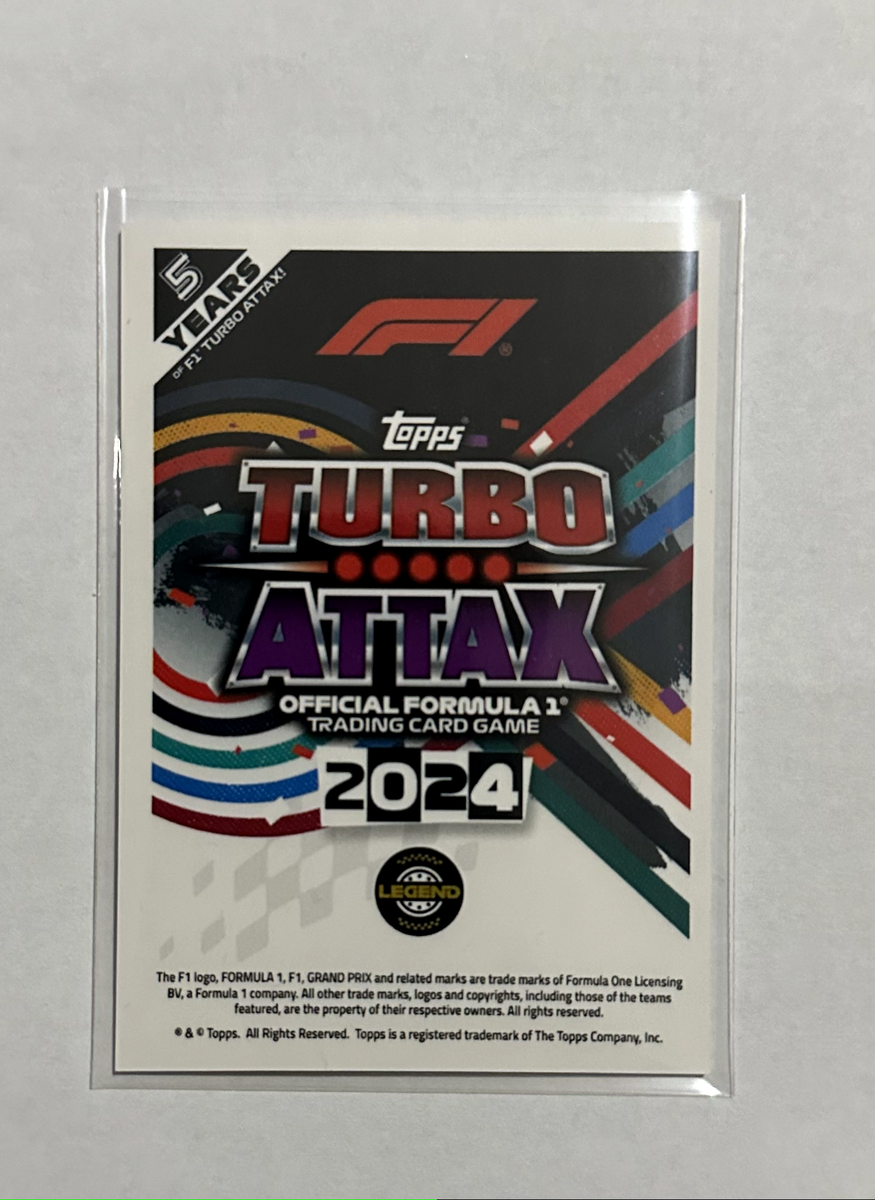 5
YEARS
OF F1® TURBO ATTAX!
F1®
Topps®
TURBO
ATTAX
OFFICIAL FORMULA 1®
TRADING CARD GAME
2024
LEGEND
The F1 logo, FORMULA 1, F1, GRAND PRIX and related marks are trade marks of Formula One Licensing
BV, a Formula 1 company. All other trade marks, logos and copyrights, including those of the teams
featured, are the property of their respective owners. All rights reserved.
® & © Topps. All Rights Reserved. Topps is a registered trademark of The Topps Company, Inc.